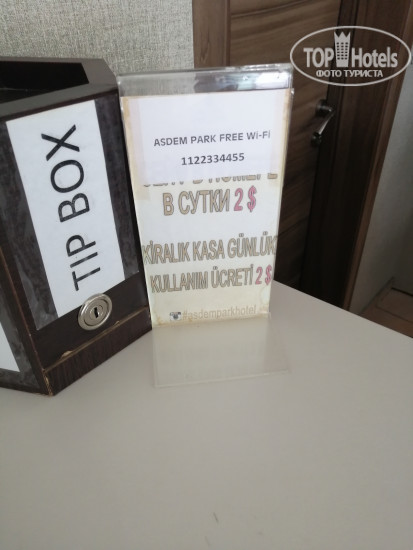 TOP Hotels
ФОТО ТУРИСТА
TIP BOX
ASDEM PARK FREE Wi-Fi
1122334455
В СУТКИ 2 $
KİRALIK KASA GÜNLÜK
KULLANIM ÜCRETİ 2 $
#asdemparkhotel